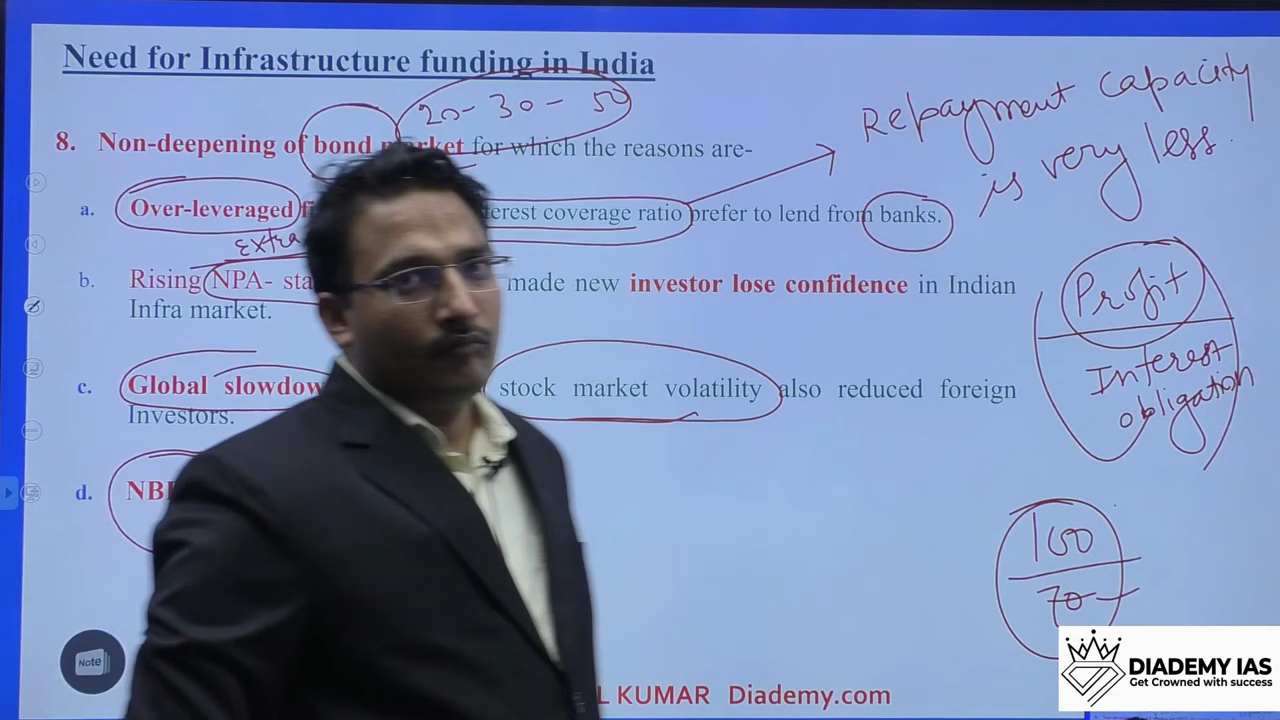 Need for Infrastructure funding in India
20 - 30 - 50
8. Non-deepening of bond market for which the reasons are-
Repayment capacity
is very less.
a. Over-leveraged erest coverage ratio prefer to lend from banks.
Extra
b. Rising NPA- sta made new investor lose confidence in Indian
Infra market.
Profit
Interest
obligation
c. Global slowdow stock market volatility also reduced foreign
Investors.
d. NB
100
70
Note
L KUMAR Diademy.com
DIADEMY IAS
Get Crowned with success